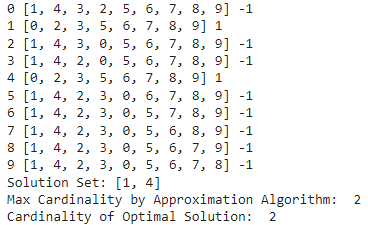 0 [1, 4, 3, 2, 5, 6, 7, 8, 9] -1
1 [0, 2, 3, 5, 6, 7, 8, 9] 1
2 [1, 4, 3, 0, 5, 6, 7, 8, 9] -1
3 [1, 4, 2, 0, 5, 6, 7, 8, 9] -1
4 [0, 2, 3, 5, 6, 7, 8, 9] 1
5 [1, 4, 2, 3, 0, 6, 7, 8, 9] -1
6 [1, 4, 2, 3, 0, 5, 7, 8, 9] -1
7 [1, 4, 2, 3, 0, 5, 6, 8, 9] -1
8 [1, 4, 2, 3, 0, 5, 6, 7, 9] -1
9 [1, 4, 2, 3, 0, 5, 6, 7, 8] -1
Solution Set: [1, 4]
Max Cardinality by Approximation Algorithm:  2
Cardinality of Optimal Solution:  2